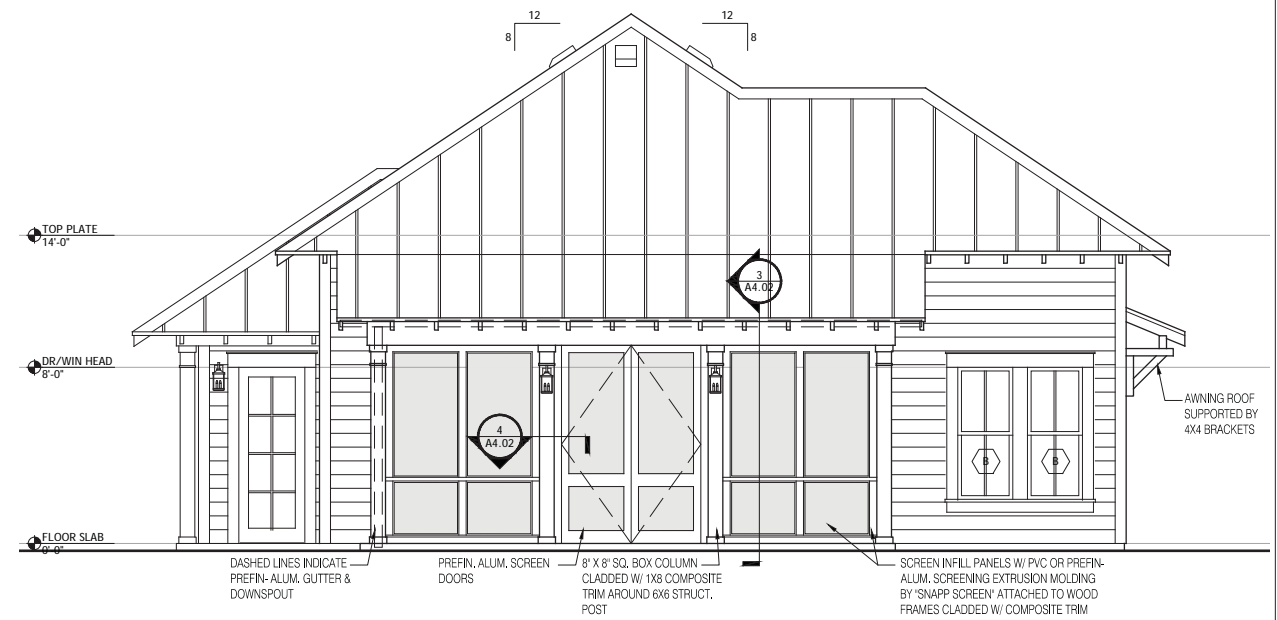 12
12
8
8
TOP PLATE
14'-0"
3
A4.02
DR/WIN HEAD
8'-0"
AWNING ROOF
SUPPORTED BY
4X4 BRACKETS
4
A4.02
B
B
FLOOR SLAB
0'-0"
DASHED LINES INDICATE
PREFIN- ALUM. GUTTER &
DOWNSPOUT
PREFIN. ALUM. SCREEN
DOORS
8" X 8" SQ. BOX COLUMN
CLADDED W/ 1X8 COMPOSITE
TRIM AROUND 6X6 STRUCT.
POST
SCREEN INFILL PANELS W/ PVC OR PREFIN-
ALUM. SCREENING EXTRUSION MOLDING
BY "SNAPP SCREEN" ATTACHED TO WOOD
FRAMES CLADDED W/ COMPOSITE TRIM